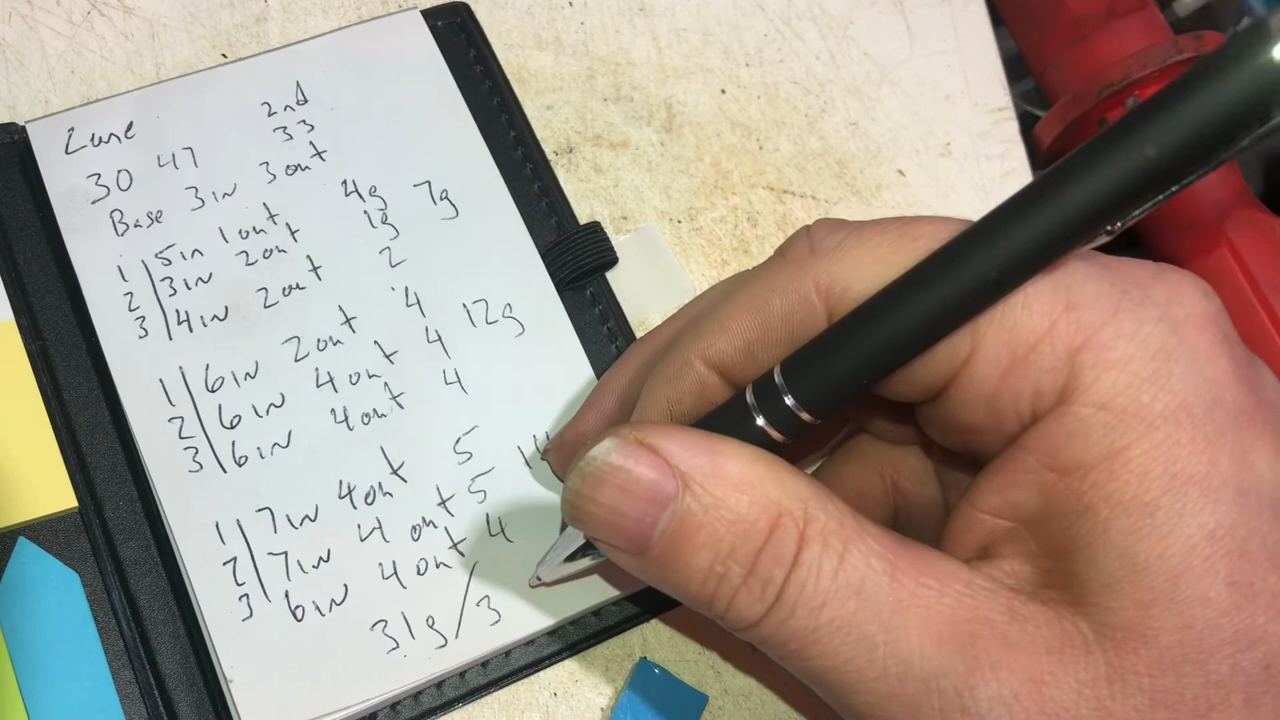 2nd
30 47 33
Base 3in 3out
1 5in 1out 4g 7g
2 3in 2out 1g
3 4in 2out 2
1 6in 2out 4 12g
2 6in 4out 4
3 6in 4out 4
1 7in 4out 5
2 7in 4out 5
3 6in 4out 4
31g/3